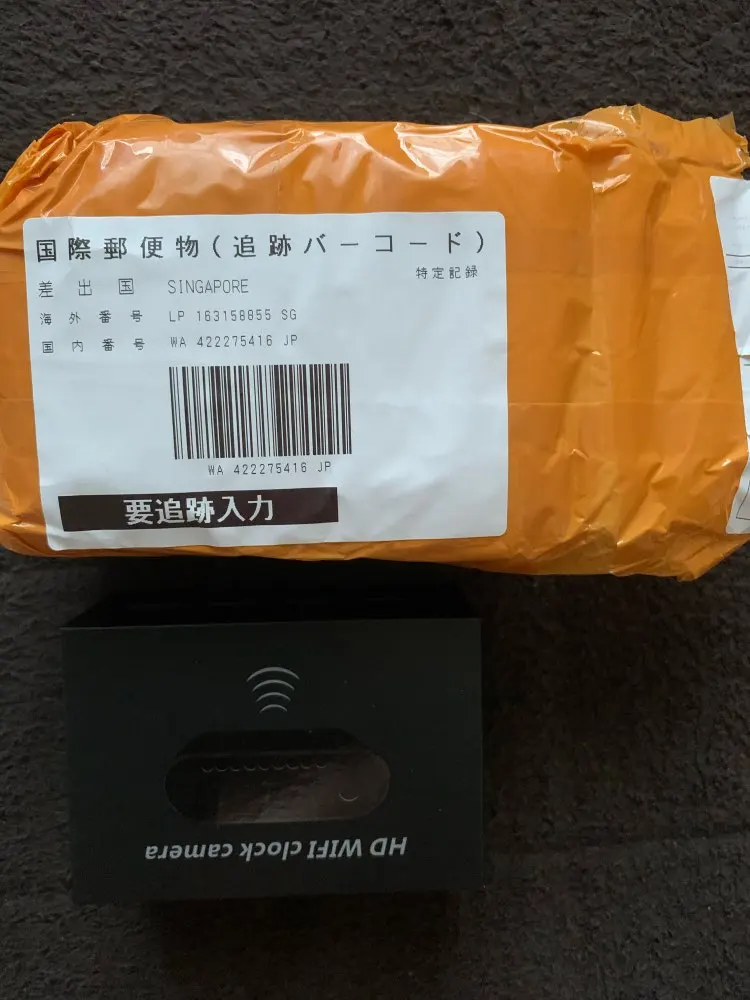 国際郵便物(追跡バーコード)
特定記録
差出国 SINGAPORE
海外番号 LP 163158855 SG
国内番号 WA 422275416 JP
WA 422275416 JP
要追跡入力
HD WIFI clock camera